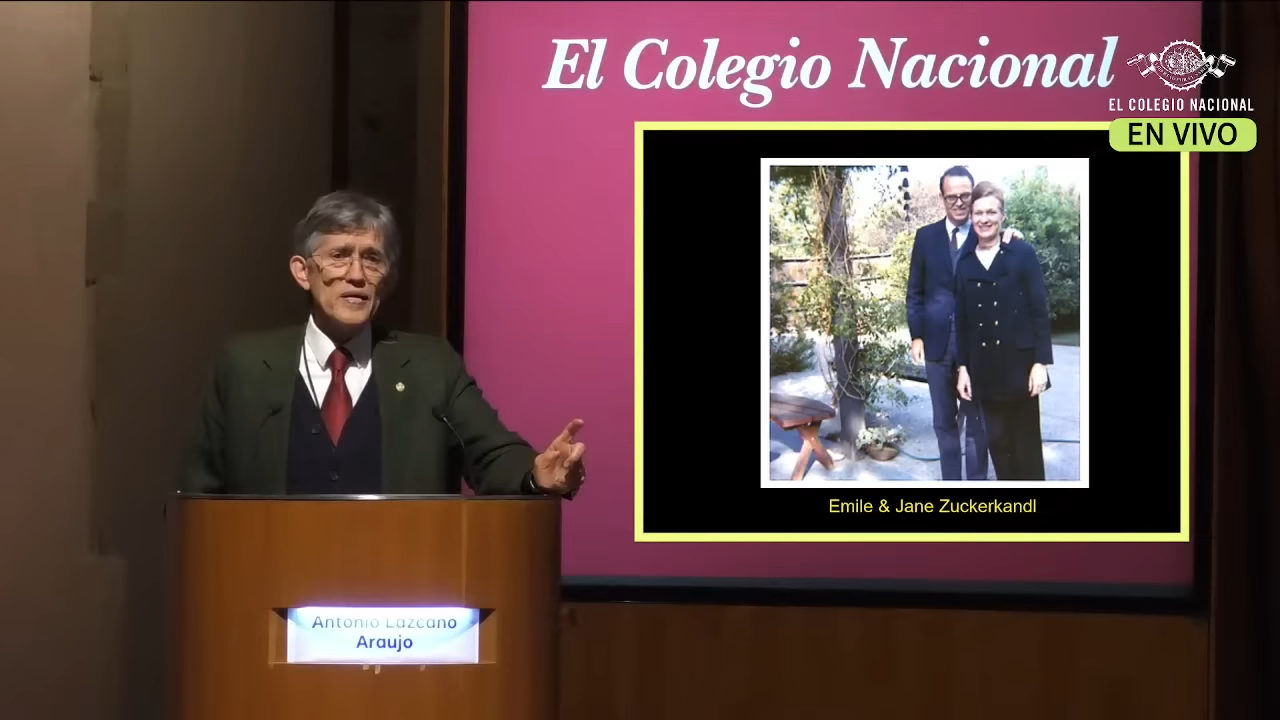 El Colegio Nacional
EL COLEGIO NACIONAL
EN VIVO
Emile & Jane Zuckerkandl
Antonio Lazcano
Araujo